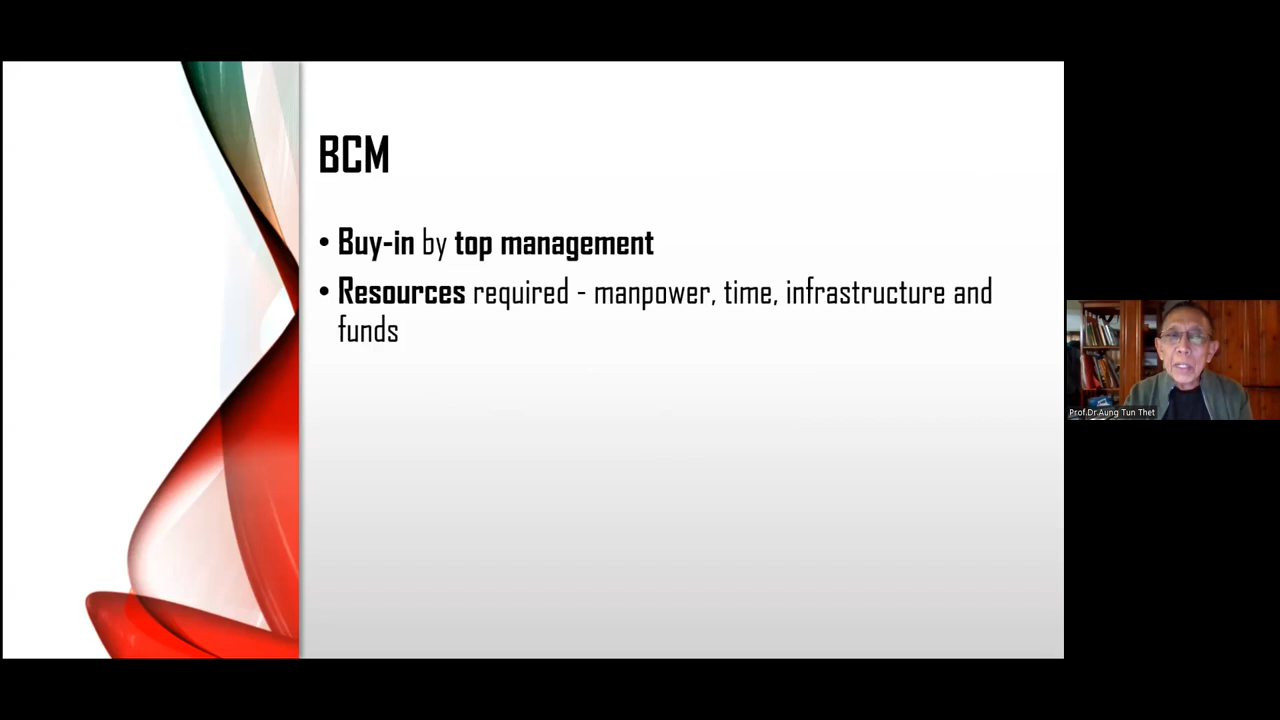 BCM
• Buy-in by top management
• Resources required - manpower, time, infrastructure and
funds
Prof.Dr.Aung Tun Thet